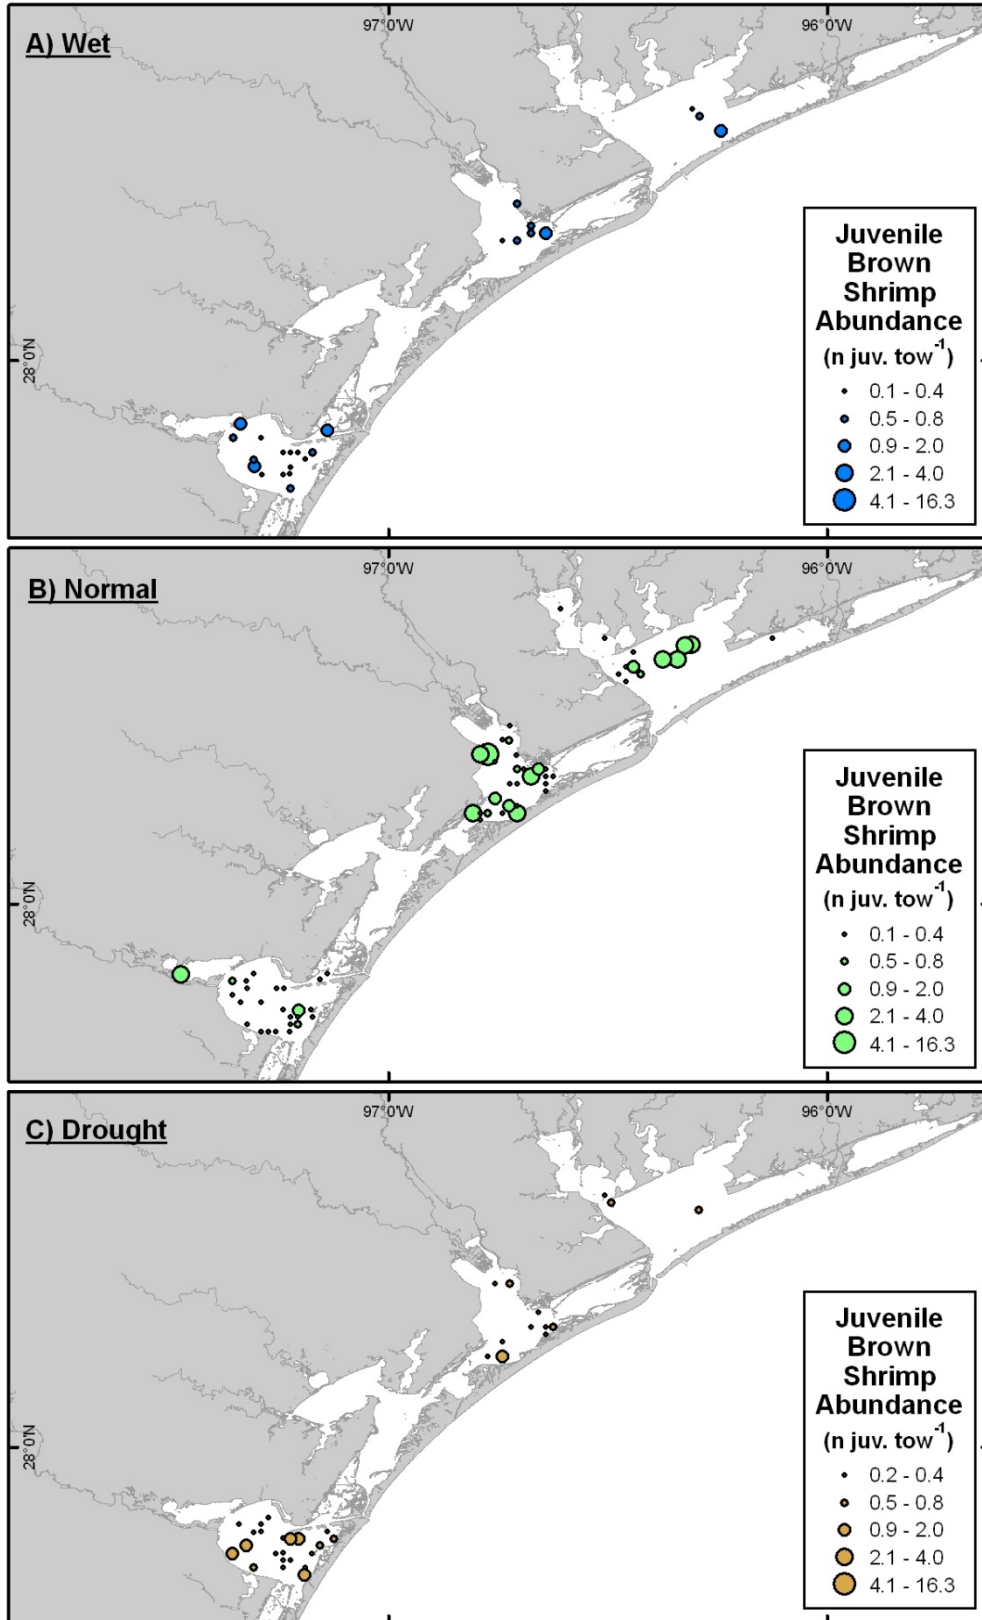 97°0'W
96°0'W
A) Wet
28°0'N
Juvenile
Brown
Shrimp
Abundance
(n juv. tow⁻¹)
0.1 - 0.4
0.5 - 0.8
0.9 - 2.0
2.1 - 4.0
4.1 - 16.3
97°0'W
96°0'W
B) Normal
28°0'N
Juvenile
Brown
Shrimp
Abundance
(n juv. tow⁻¹)
0.1 - 0.4
0.5 - 0.8
0.9 - 2.0
2.1 - 4.0
4.1 - 16.3
97°0'W
96°0'W
C) Drought
28°0'N
Juvenile
Brown
Shrimp
Abundance
(n juv. tow⁻¹)
0.2 - 0.4
0.5 - 0.8
0.9 - 2.0
2.1 - 4.0
4.1 - 16.3